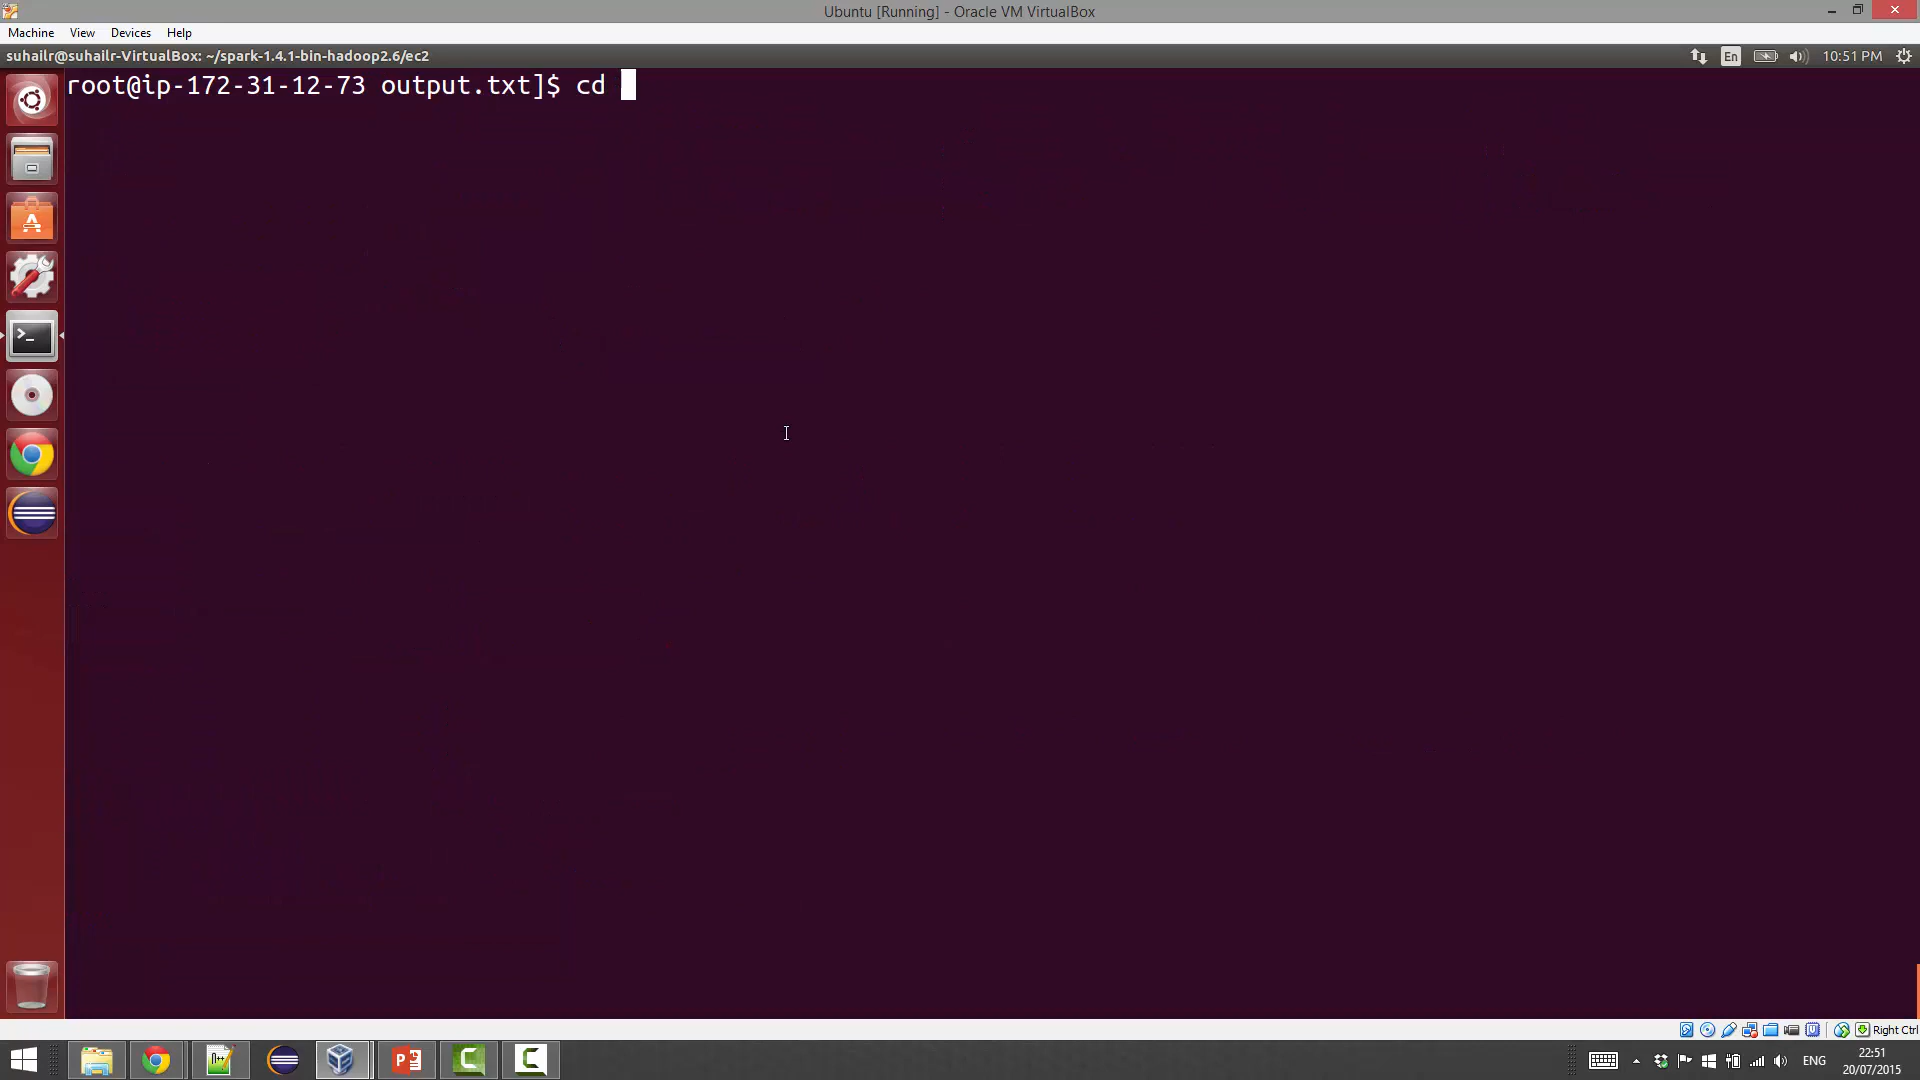 Ubuntu [Running] - Oracle VM VirtualBox
Machine View Devices Help
suhailr@suhailr-VirtualBox: ~/spark-1.4.1-bin-hadoop2.6/ec2
En
10:51 PM
root@ip-172-31-12-73 output.txt]$ cd
Right Ctrl
ENG
22:51
20/07/2015